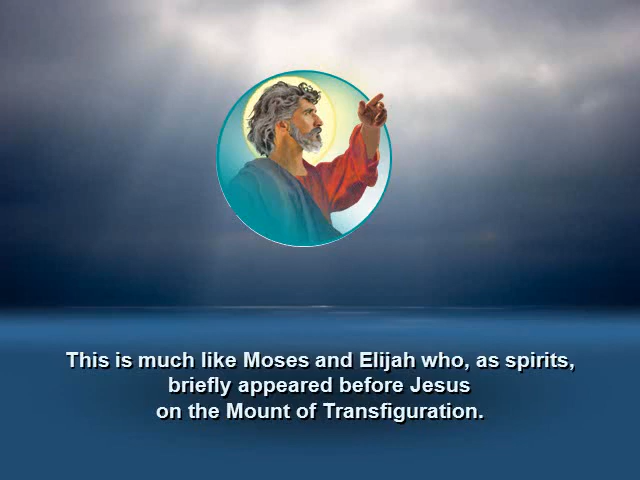 This is much like Moses and Elijah who, as spirits,
briefly appeared before Jesus
on the Mount of Transfiguration.